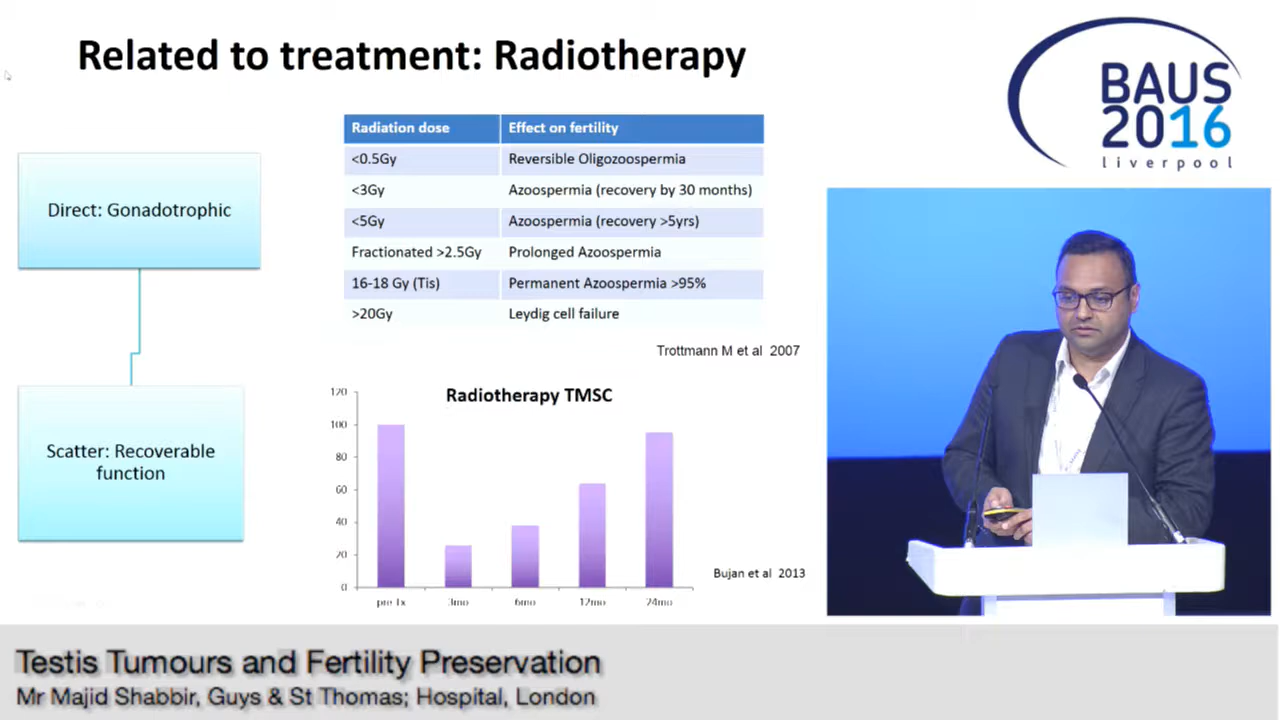 Related to treatment: Radiotherapy
BAUS
2016
liverpool
Direct: Gonadotrophic
Scatter: Recoverable
function
Radiation dose Effect on fertility
<0.5Gy Reversible Oligozoospermia
<3Gy Azoospermia (recovery by 30 months)
<5Gy Azoospermia (recovery >5yrs)
Fractionated >2.5Gy Prolonged Azoospermia
16-18 Gy (Tis) Permanent Azoospermia >95%
>20Gy Leydig cell failure
Trottmann M et al 2007
Radiotherapy TMSC
120
100
80
60
40
20
0
pre Tx 3mo 6mo 12mo 24mo
Bujan et al 2013
Testis Tumours and Fertility Preservation
Mr Majid Shabbir, Guys & St Thomas; Hospital, London